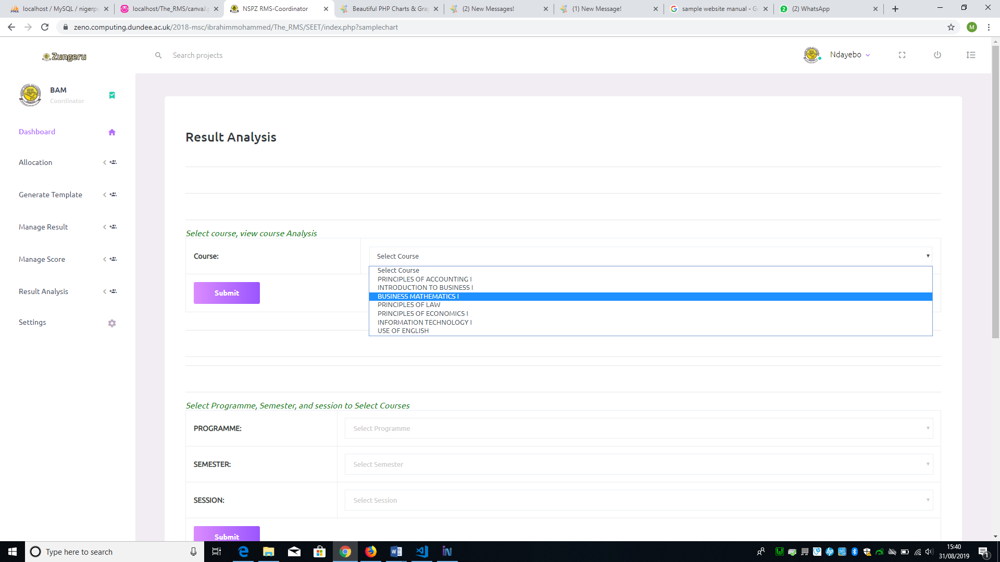 localhost / MySQL / nigerpo
localhost/The_RMS/canvaJ.p
NSPZ RMS-Coordinator
Beautiful PHP Charts & Gra
(2) New Messages!
(1) New Message!
sample website manual - Go
2
(2) WhatsApp
zeno.computing.dundee.ac.uk/2018-msc/ibrahimmohammed/The_RMS/SEET/index.php?samplechart
M
Zungeru
Search projects
Ndayebo
BAM
Coordinator
Dashboard
Allocation
Generate Template
Manage Result
Manage Score
Result Analysis
Settings
Result Analysis
Select course, view course Analysis
Course:
Select Course
Select Course
PRINCIPLES OF ACCOUNTING I
INTRODUCTION TO BUSINESS I
BUSINESS MATHEMATICS I
PRINCIPLES OF LAW
PRINCIPLES OF ECONOMICS I
INFORMATION TECHNOLOGY I
USE OF ENGLISH
Submit
Select Programme, Semester, and session to Select Courses
PROGRAMME:
Select Programme
SEMESTER:
Select Semester
SESSION:
Select Session
Submit
Type here to search
15:40
31/08/2019
1